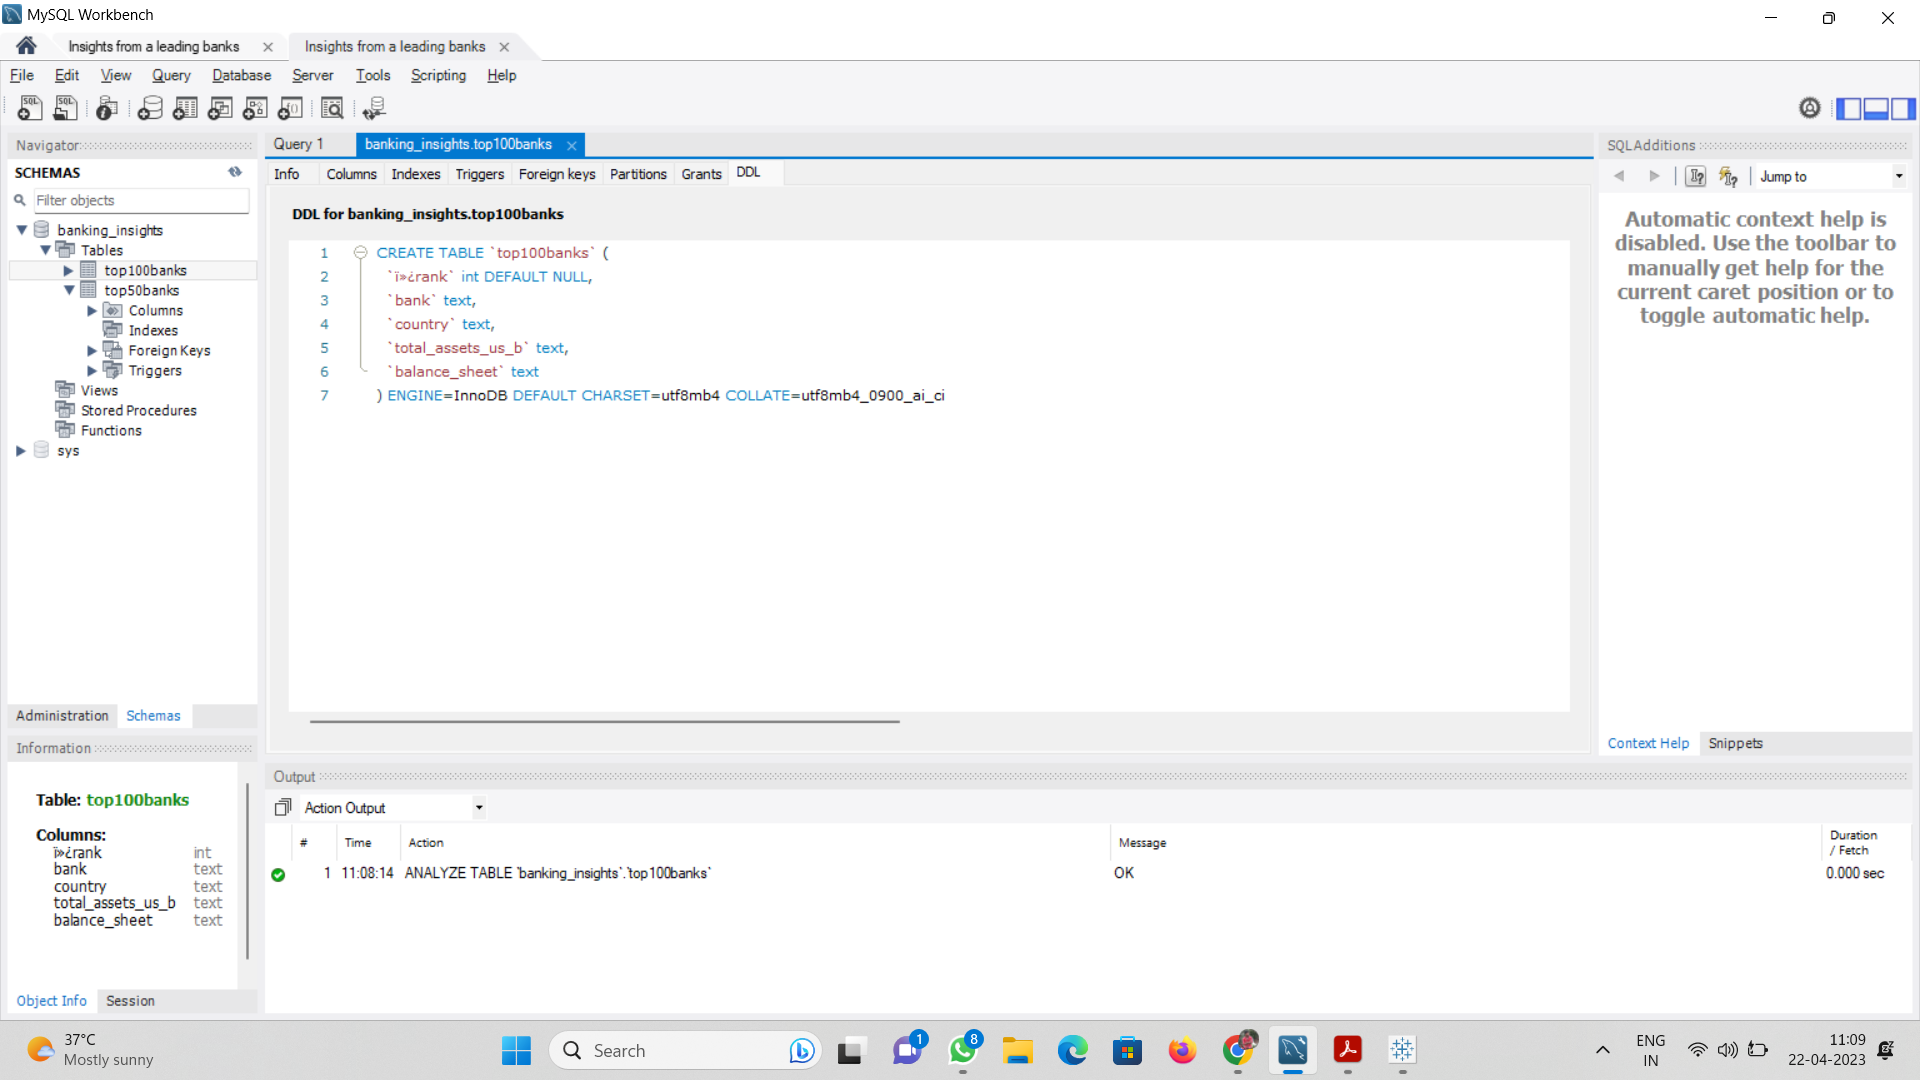 MySQL Workbench
Insights from a leading banks
Insights from a leading banks
File Edit View Query Database Server Tools Scripting Help
Navigator
SCHEMAS
Filter objects
banking_insights
Tables
top100banks
top50banks
Columns
Indexes
Foreign Keys
Triggers
Views
Stored Procedures
Functions
sys
Administration Schemas
Information
Table: top100banks
Columns:
ï»¿rank int
bank text
country text
total_assets_us_b text
balance_sheet text
Object Info Session
Query 1 banking_insights.top100banks
Info Columns Indexes Triggers Foreign keys Partitions Grants DDL
DDL for banking_insights.top100banks
1 CREATE TABLE `top100banks` (
2 `ï»¿rank` int DEFAULT NULL,
3 `bank` text,
4 `country` text,
5 `total_assets_us_b` text,
6 `balance_sheet` text
7 ) ENGINE=InnoDB DEFAULT CHARSET=utf8mb4 COLLATE=utf8mb4_0900_ai_ci
Output
Action Output
# Time Action Message Duration / Fetch
1 11:08:14 ANALYZE TABLE `banking_insights`.`top100banks` OK 0.000 sec
SQLAdditions
Jump to
Automatic context help is
disabled. Use the toolbar to
manually get help for the
current caret position or to
toggle automatic help.
Context Help Snippets
37°C
Mostly sunny
Search
1
8
ENG
IN
11:09
22-04-2023